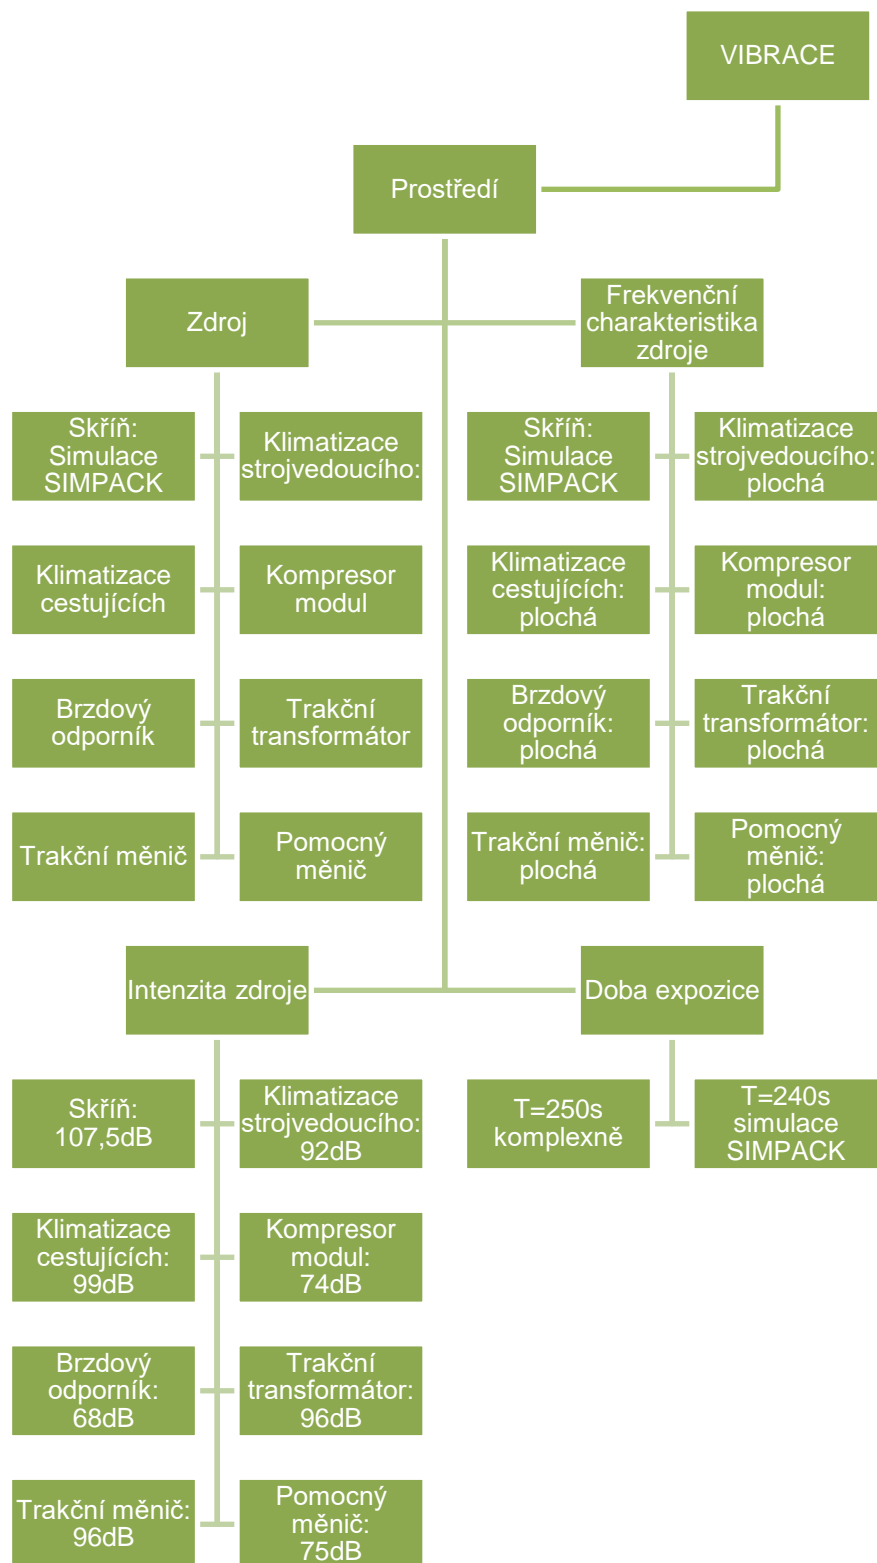 VIBRACE
Prostředí
Zdroj
Frekvenční
charakteristika
zdroje
Skříň:
Simulace
SIMPACK
Klimatizace
strojvedoucího:
Klimatizace
cestujících
Kompresor
modul
Brzdový
odporník
Trakční
transformátor
Trakční měnič
Pomocný
měnič
Skříň:
Simulace
SIMPACK
Klimatizace
strojvedoucího:
plochá
Klimatizace
cestujících:
plochá
Kompresor
modul:
plochá
Brzdový
odporník:
plochá
Trakční
transformátor:
plochá
Trakční měnič:
plochá
Pomocný
měnič:
plochá
Intenzita zdroje
Doba expozice
Skříň:
107,5dB
Klimatizace
strojvedoucího:
92dB
Klimatizace
cestujících:
99dB
Kompresor
modul:
74dB
Brzdový
odporník:
68dB
Trakční
transformátor:
96dB
Trakční měnič:
96dB
Pomocný
měnič:
75dB
T=250s
komplexně
T=240s
simulace
SIMPACK